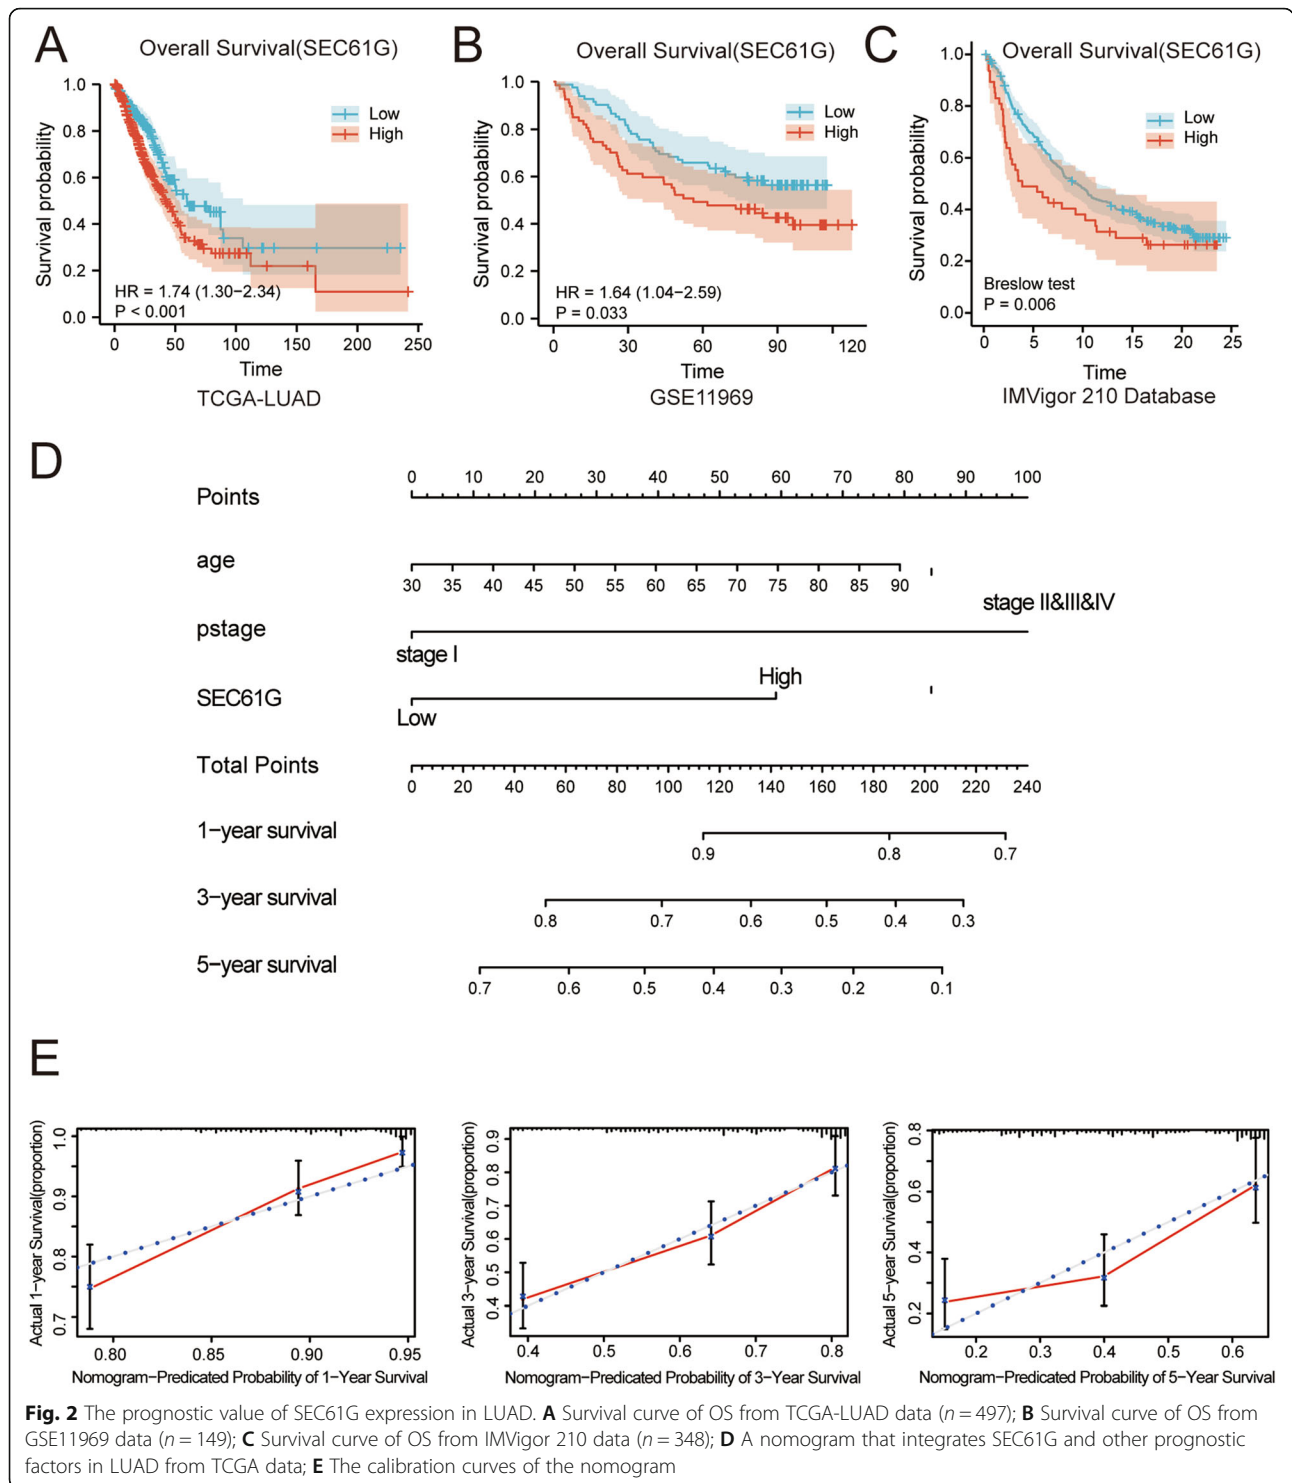 A
Overall Survival(SEC61G)
Survival probability
1.0
0.8
0.6
0.4
0.2
0.0
Low
High
HR = 1.74 (1.30−2.34)
P < 0.001
0 50 100 150 200 250
Time
TCGA-LUAD
B
Overall Survival(SEC61G)
Survival probability
1.0
0.8
0.6
0.4
0.2
0.0
Low
High
HR = 1.64 (1.04−2.59)
P = 0.033
0 30 60 90 120
Time
GSE11969
C
Overall Survival(SEC61G)
Survival probability
1.0
0.8
0.6
0.4
0.2
0.0
Low
High
Breslow test
P = 0.006
0 5 10 15 20 25
Time
IMVigor 210 Database
D
0 10 20 30 40 50 60 70 80 90 100
Points
age
30 35 40 45 50 55 60 65 70 75 80 85 90
stage II&III&IV
pstage
stage I
High
SEC61G
Low
Total Points
0 20 40 60 80 100 120 140 160 180 200 220 240
1−year survival
0.9 0.8 0.7
3−year survival
0.8 0.7 0.6 0.5 0.4 0.3
5−year survival
0.7 0.6 0.5 0.4 0.3 0.2 0.1
E
Actual 1−year Survival(proportion)
1.0
0.9
0.8
0.7
0.80 0.85 0.90 0.95
Nomogram−Predicated Probability of 1−Year Survival
Actual 3−year Survival(proportion)
0.9
0.8
0.7
0.6
0.5
0.4
0.4 0.5 0.6 0.7 0.8
Nomogram−Predicated Probability of 3−Year Survival
Actual 5−year Survival(proportion)
0.8
0.6
0.4
0.2
0.2 0.3 0.4 0.5 0.6
Nomogram−Predicated Probability of 5−Year Survival
Fig. 2 The prognostic value of SEC61G expression in LUAD. A Survival curve of OS from TCGA-LUAD data (n = 497); B Survival curve of OS from
GSE11969 data (n = 149); C Survival curve of OS from IMVigor 210 data (n = 348); D A nomogram that integrates SEC61G and other prognostic
factors in LUAD from TCGA data; E The calibration curves of the nomogram